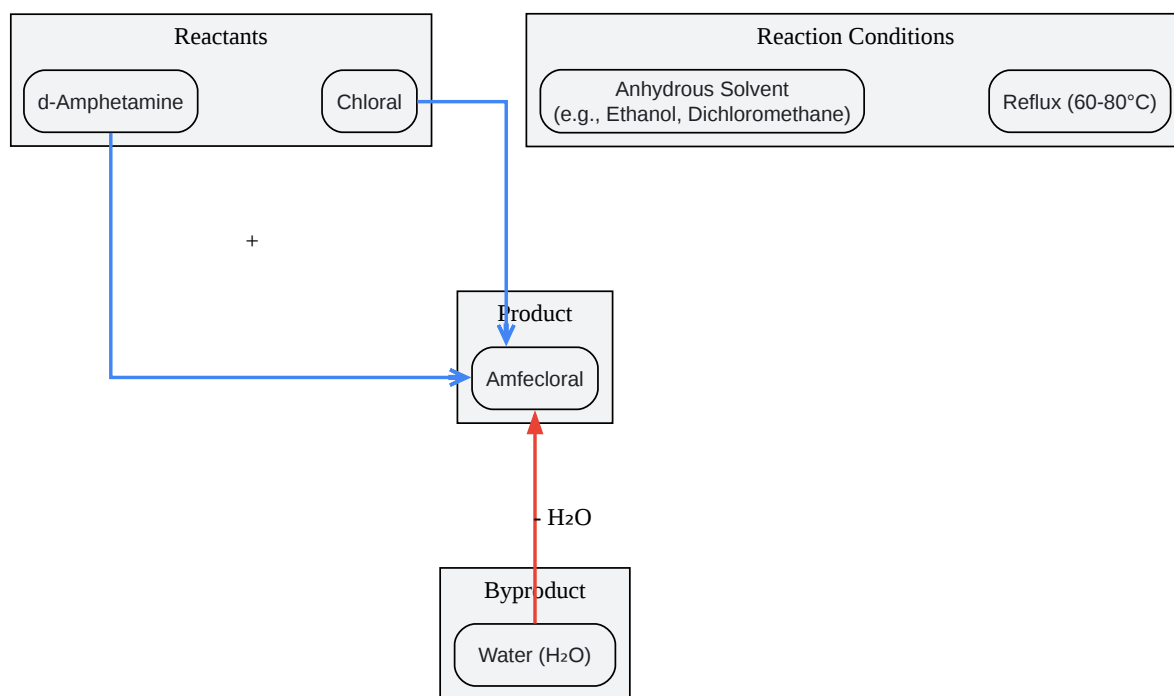 Reactants
Reaction Conditions
d-Amphetamine
Chloral
Anhydrous Solvent
(e.g., Ethanol, Dichloromethane)
Reflux (60-80°C)
+
Product
Amfecloral
- H₂O
Byproduct
Water (H₂O)